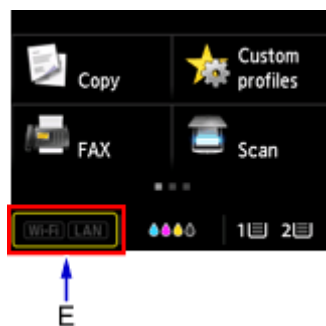 Copy
Custom
profiles
FAX
Scan
Wi-Fi LAN
1 2
E